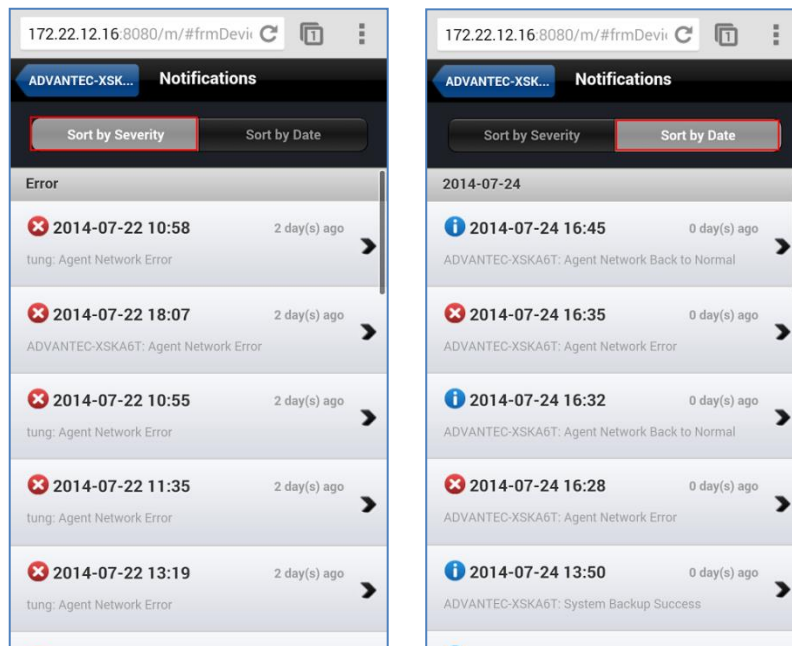 172.22.12.16:8080/m/#frmDevi
1
ADVANTEC-XSK...
Notifications
Sort by Severity
Sort by Date
Error
2014-07-22 10:58
2 day(s) ago
tung: Agent Network Error
2014-07-22 18:07
2 day(s) ago
ADVANTEC-XSKA6T: Agent Network Error
2014-07-22 10:55
2 day(s) ago
tung: Agent Network Error
2014-07-22 11:35
2 day(s) ago
tung: Agent Network Error
2014-07-22 13:19
2 day(s) ago
tung: Agent Network Error
172.22.12.16:8080/m/#frmDevi
1
ADVANTEC-XSK...
Notifications
Sort by Severity
Sort by Date
2014-07-24
2014-07-24 16:45
0 day(s) ago
ADVANTEC-XSKA6T: Agent Network Back to Normal
2014-07-24 16:35
0 day(s) ago
ADVANTEC-XSKA6T: Agent Network Error
2014-07-24 16:32
0 day(s) ago
ADVANTEC-XSKA6T: Agent Network Back to Normal
2014-07-24 16:28
0 day(s) ago
ADVANTEC-XSKA6T: Agent Network Error
2014-07-24 13:50
0 day(s) ago
ADVANTEC-XSKA6T: System Backup Success